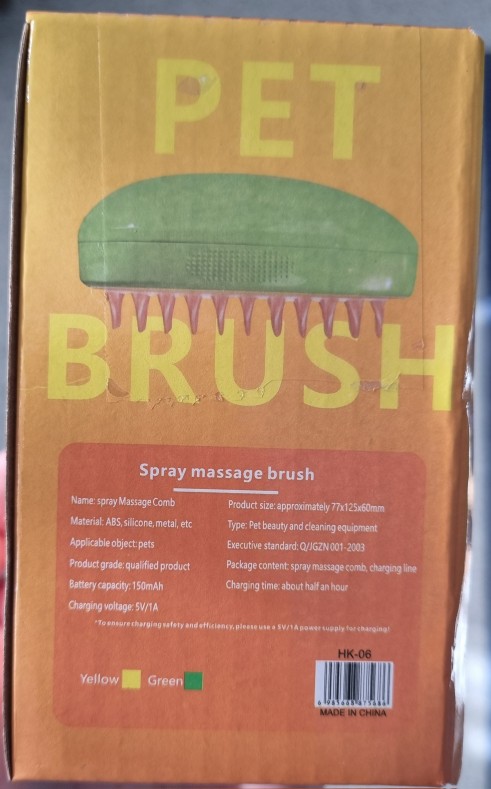 PET
BRUSH
Spray massage brush
Name: spray Massage Comb
Material: ABS, silicone, metal, etc
Applicable object: pets
Product grade: qualified product
Battery capacity: 150mAh
Charging voltage: 5V/1A
Product size: approximately 77x125x60mm
Type: Pet beauty and cleaning equipment
Executive standard: Q/JGZN 001-2003
Package content: spray massage comb, charging line
Charging time: about half an hour
*To ensure charging safety and efficiency, please use a 5V/1A power supply for charging!
Yellow Green
HK-06
MADE IN CHINA